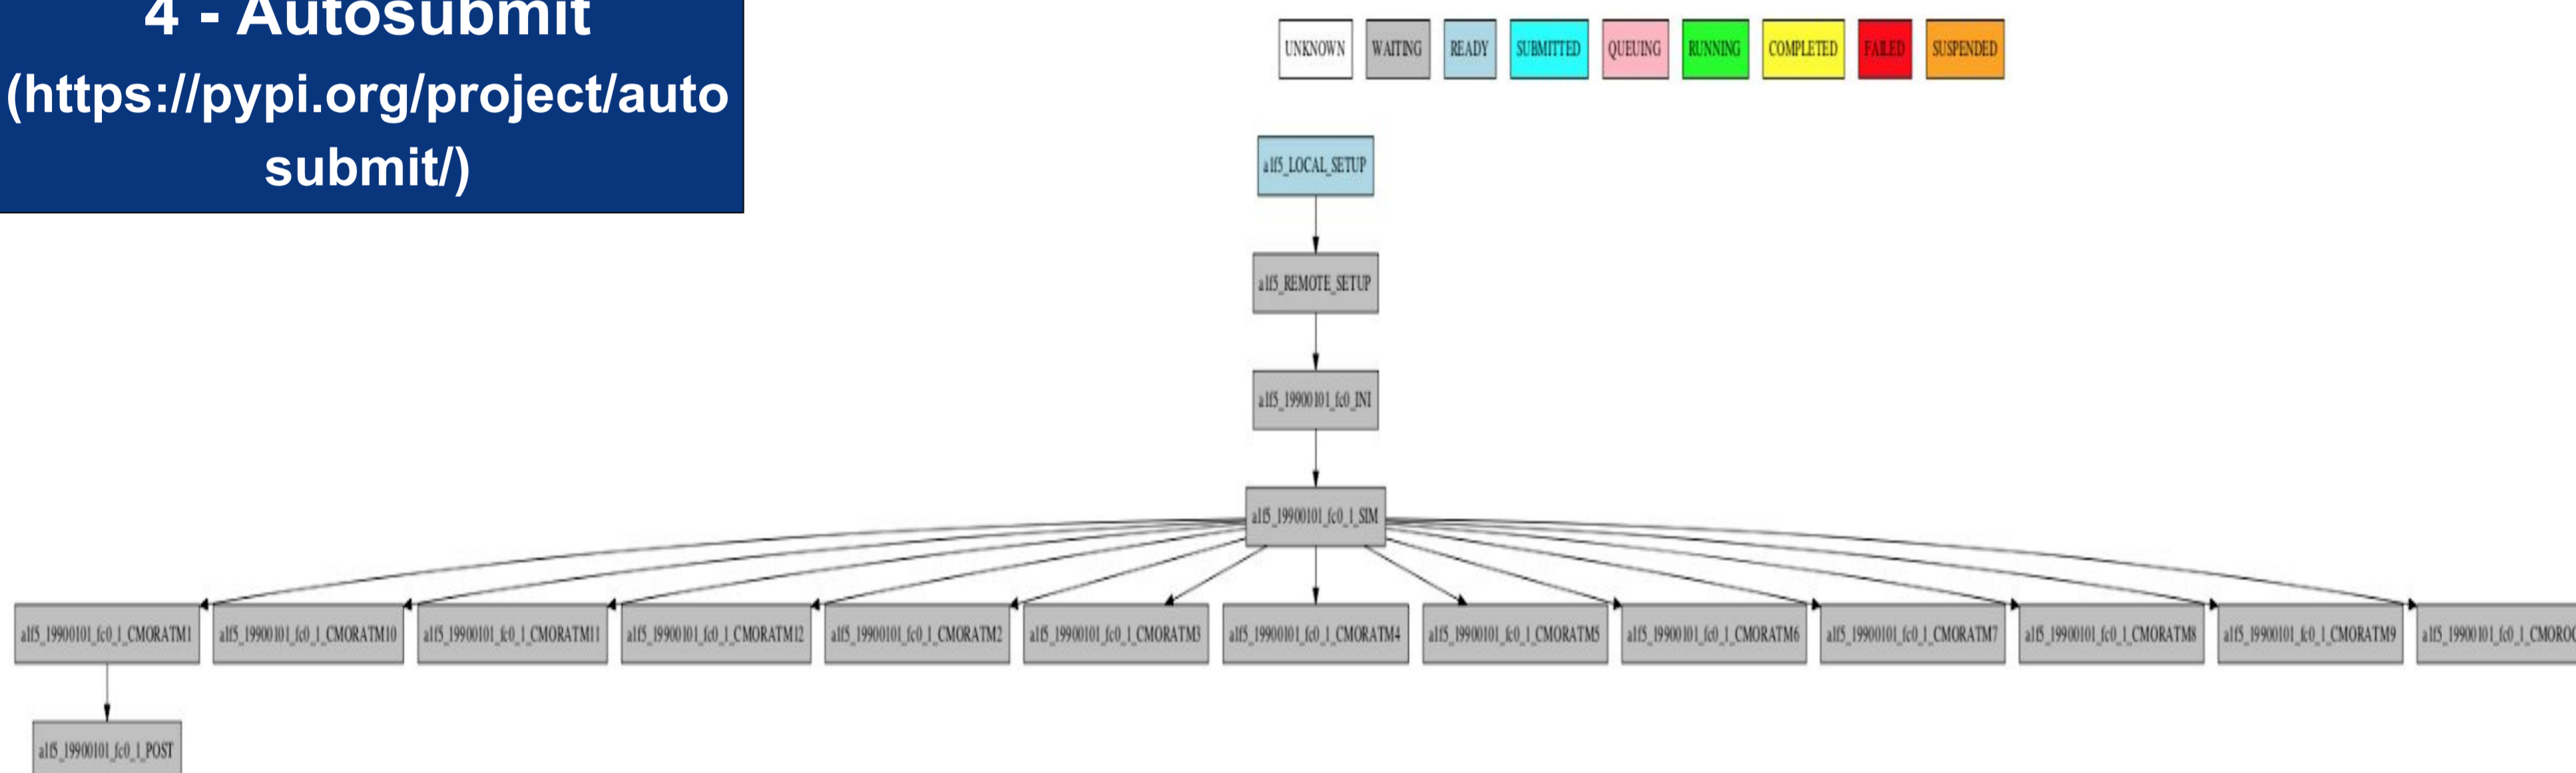 4 - Autosubmit
(https://pypi.org/project/auto
submit/)
UNKNOWN WAITING READY SUBMITTED QUEUING RUNNING COMPLETED FAILED SUSPENDED
a1f5_LOCAL_SETUP
a1f5_REMOTE_SETUP
a1f5_19900101_fc0_INI
a1f5_19900101_fc0_1_SIM
a1f5_19900101_fc0_1_CMORATM1 a1f5_19900101_fc0_1_CMORATM10 a1f5_19900101_fc0_1_CMORATM11 a1f5_19900101_fc0_1_CMORATM12 a1f5_19900101_fc0_1_CMORATM2 a1f5_19900101_fc0_1_CMORATM3 a1f5_19900101_fc0_1_CMORATM4 a1f5_19900101_fc0_1_CMORATM5 a1f5_19900101_fc0_1_CMORATM6 a1f5_19900101_fc0_1_CMORATM7 a1f5_19900101_fc0_1_CMORATM8 a1f5_19900101_fc0_1_CMORATM9
a1f5_19900101_fc0_1_POST